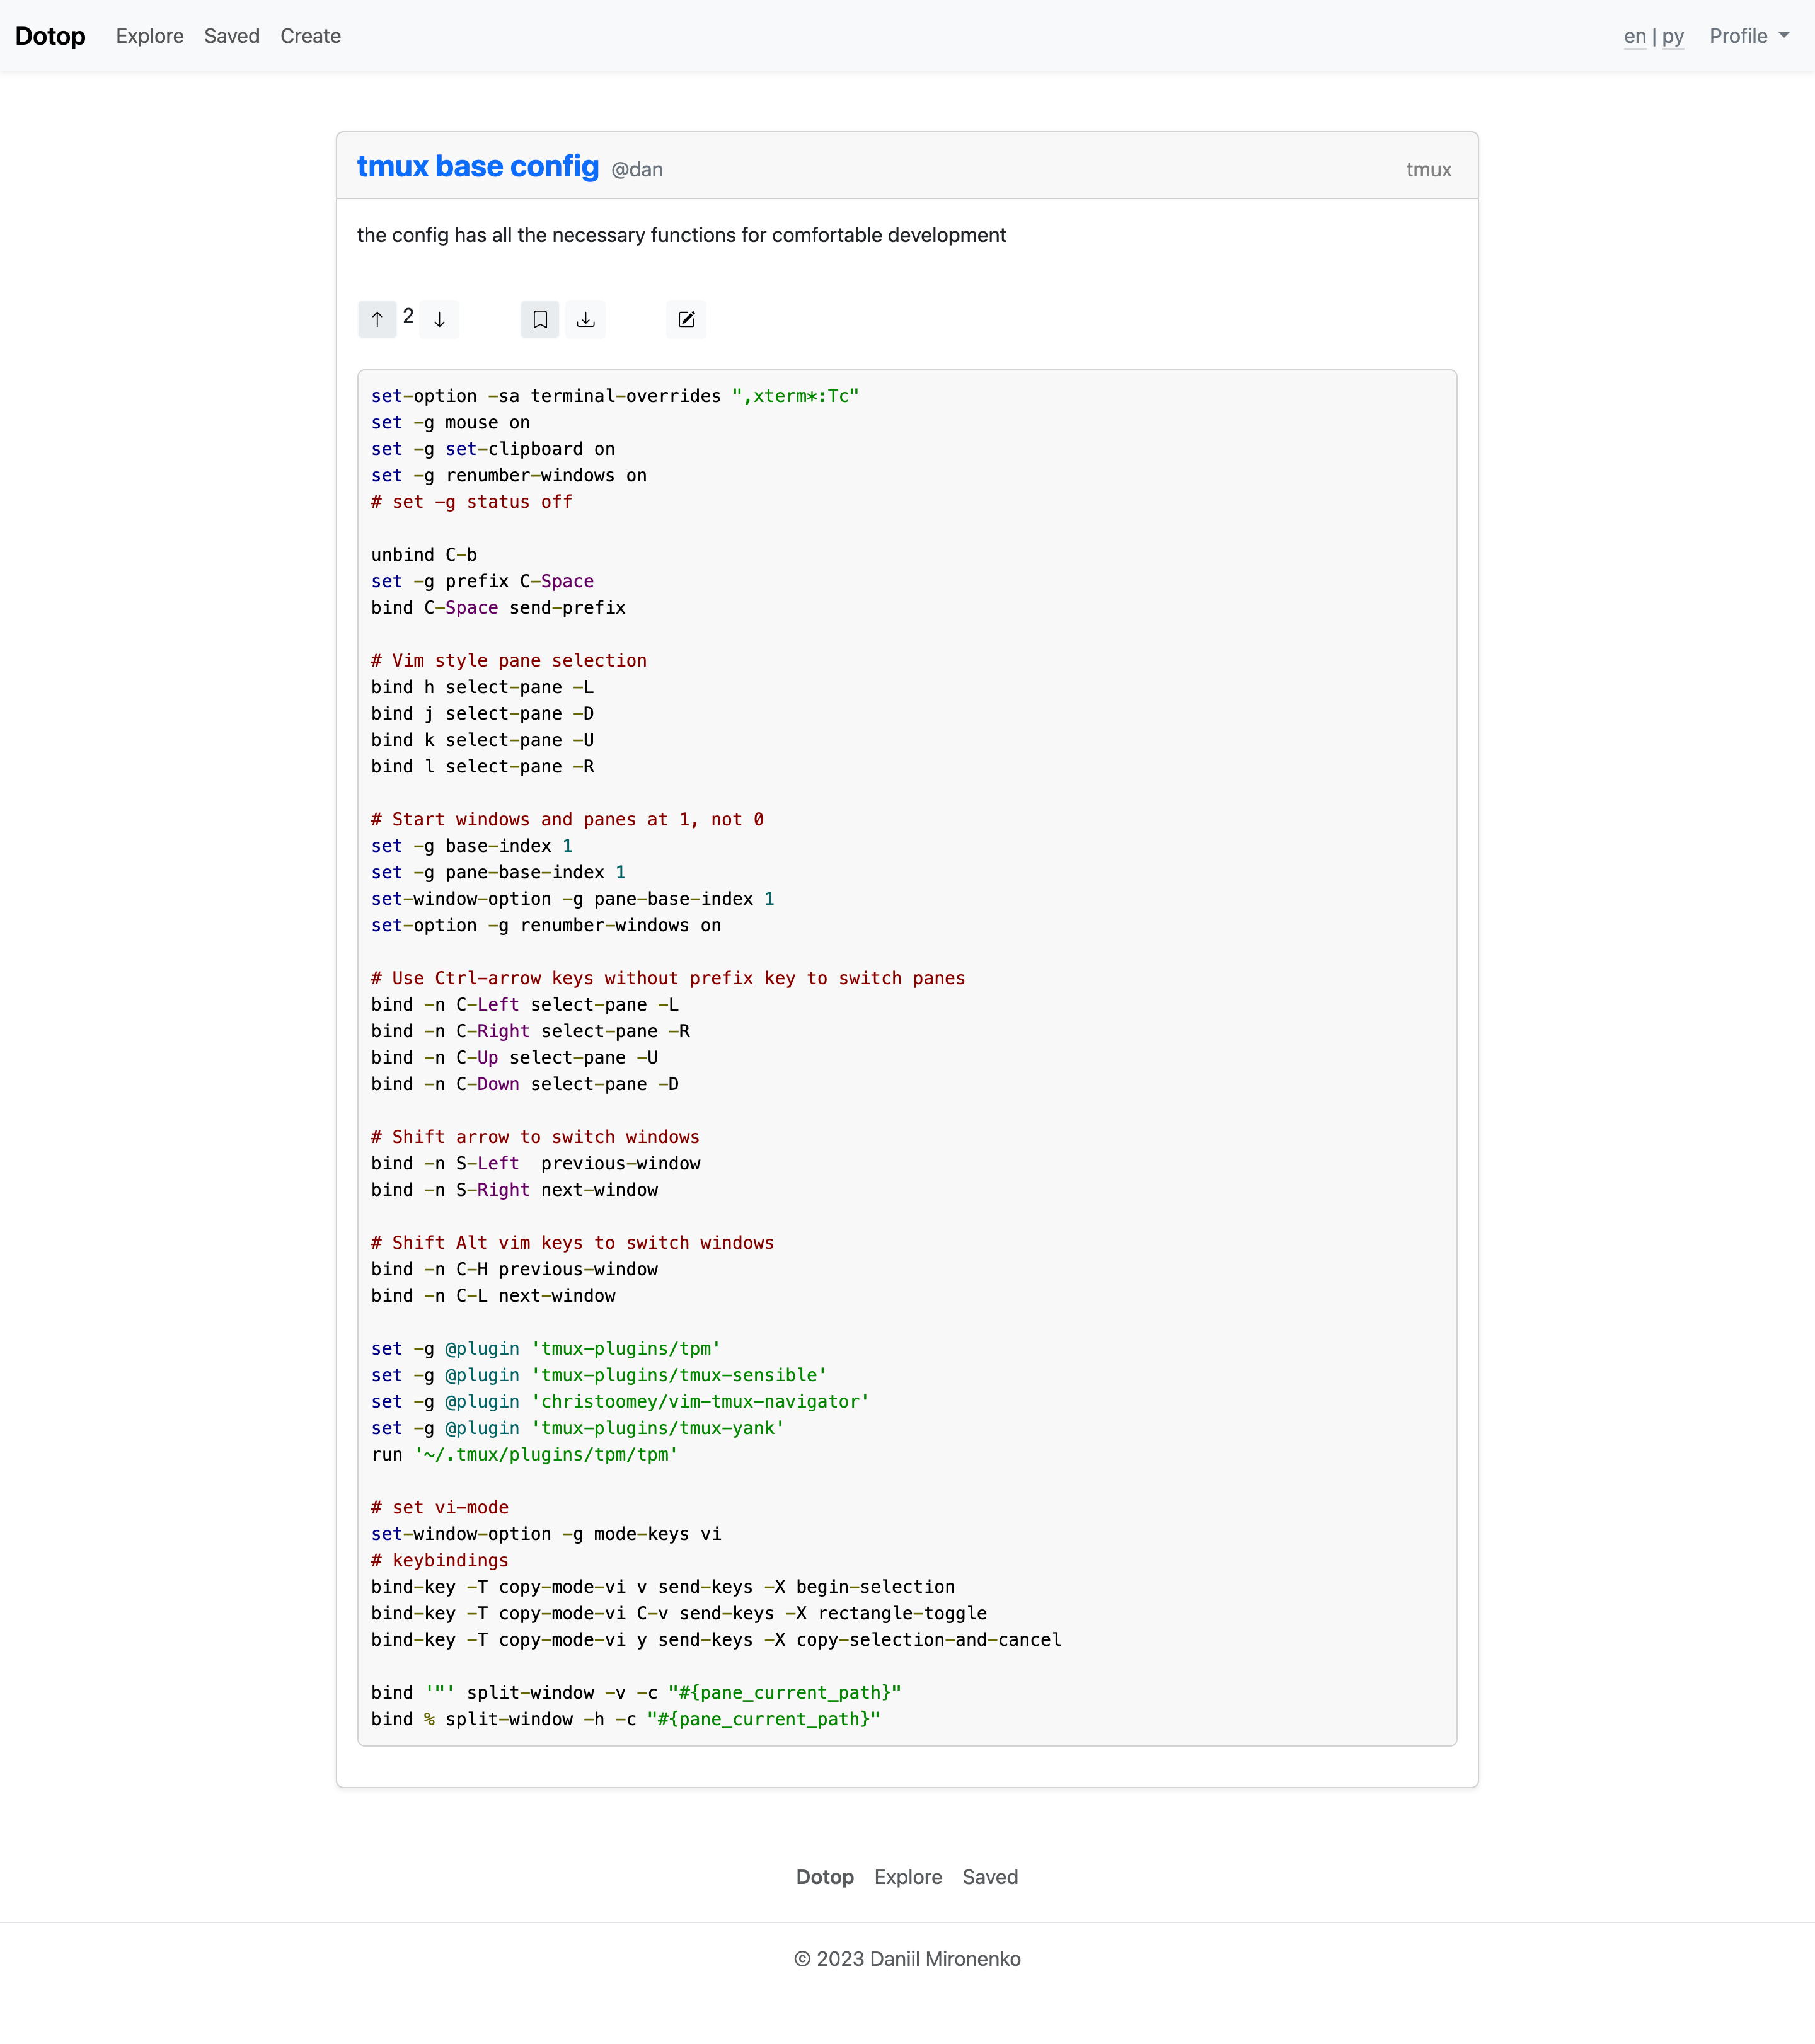 Dotop Explore Saved Create en | ру Profile
tmux base config @dan tmux
the config has all the necessary functions for comfortable development
2
set-option -sa terminal-overrides ",xterm*:Tc"
set -g mouse on
set -g set-clipboard on
set -g renumber-windows on
# set -g status off

unbind C-b
set -g prefix C-Space
bind C-Space send-prefix

# Vim style pane selection
bind h select-pane -L
bind j select-pane -D
bind k select-pane -U
bind l select-pane -R

# Start windows and panes at 1, not 0
set -g base-index 1
set -g pane-base-index 1
set-window-option -g pane-base-index 1
set-option -g renumber-windows on

# Use Ctrl-arrow keys without prefix key to switch panes
bind -n C-Left select-pane -L
bind -n C-Right select-pane -R
bind -n C-Up select-pane -U
bind -n C-Down select-pane -D

# Shift arrow to switch windows
bind -n S-Left  previous-window
bind -n S-Right next-window

# Shift Alt vim keys to switch windows
bind -n C-H previous-window
bind -n C-L next-window

set -g @plugin 'tmux-plugins/tpm'
set -g @plugin 'tmux-plugins/tmux-sensible'
set -g @plugin 'christoomey/vim-tmux-navigator'
set -g @plugin 'tmux-plugins/tmux-yank'
run '~/.tmux/plugins/tpm/tpm'

# set vi-mode
set-window-option -g mode-keys vi
# keybindings
bind-key -T copy-mode-vi v send-keys -X begin-selection
bind-key -T copy-mode-vi C-v send-keys -X rectangle-toggle
bind-key -T copy-mode-vi y send-keys -X copy-selection-and-cancel

bind '"' split-window -v -c "#{pane_current_path}"
bind % split-window -h -c "#{pane_current_path}"
Dotop Explore Saved
© 2023 Daniil Mironenko